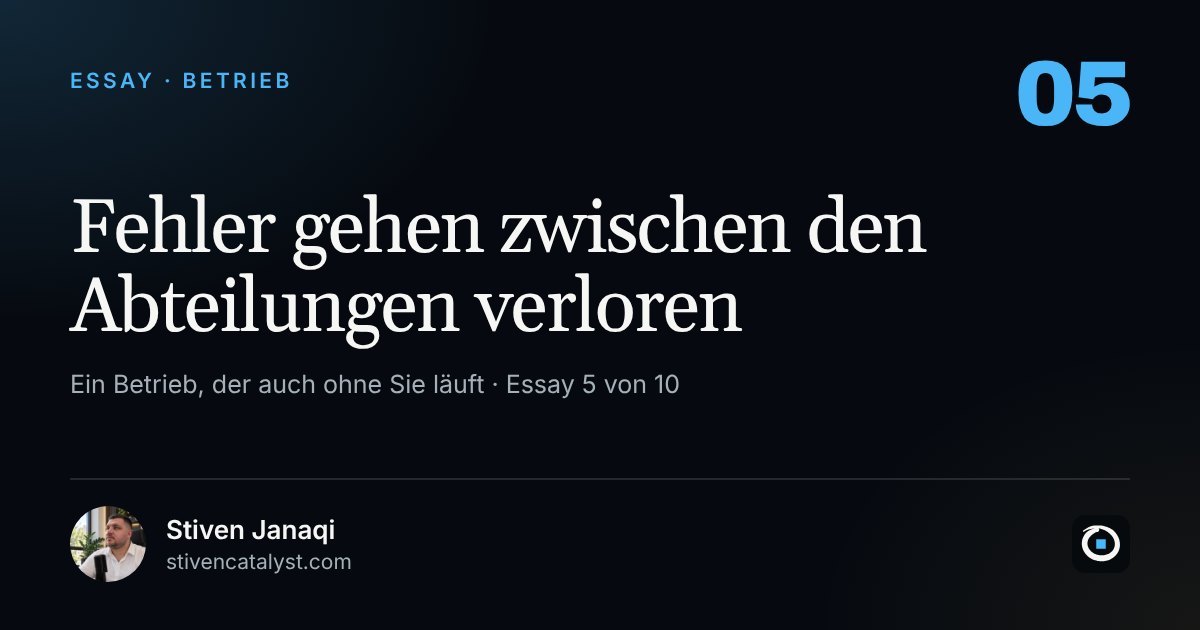 ESSAY · BETRIEB
05
Fehler gehen zwischen den
Abteilungen verloren
Ein Betrieb, der auch ohne Sie läuft · Essay 5 von 10
Stiven Janaqi
stivencatalyst.com